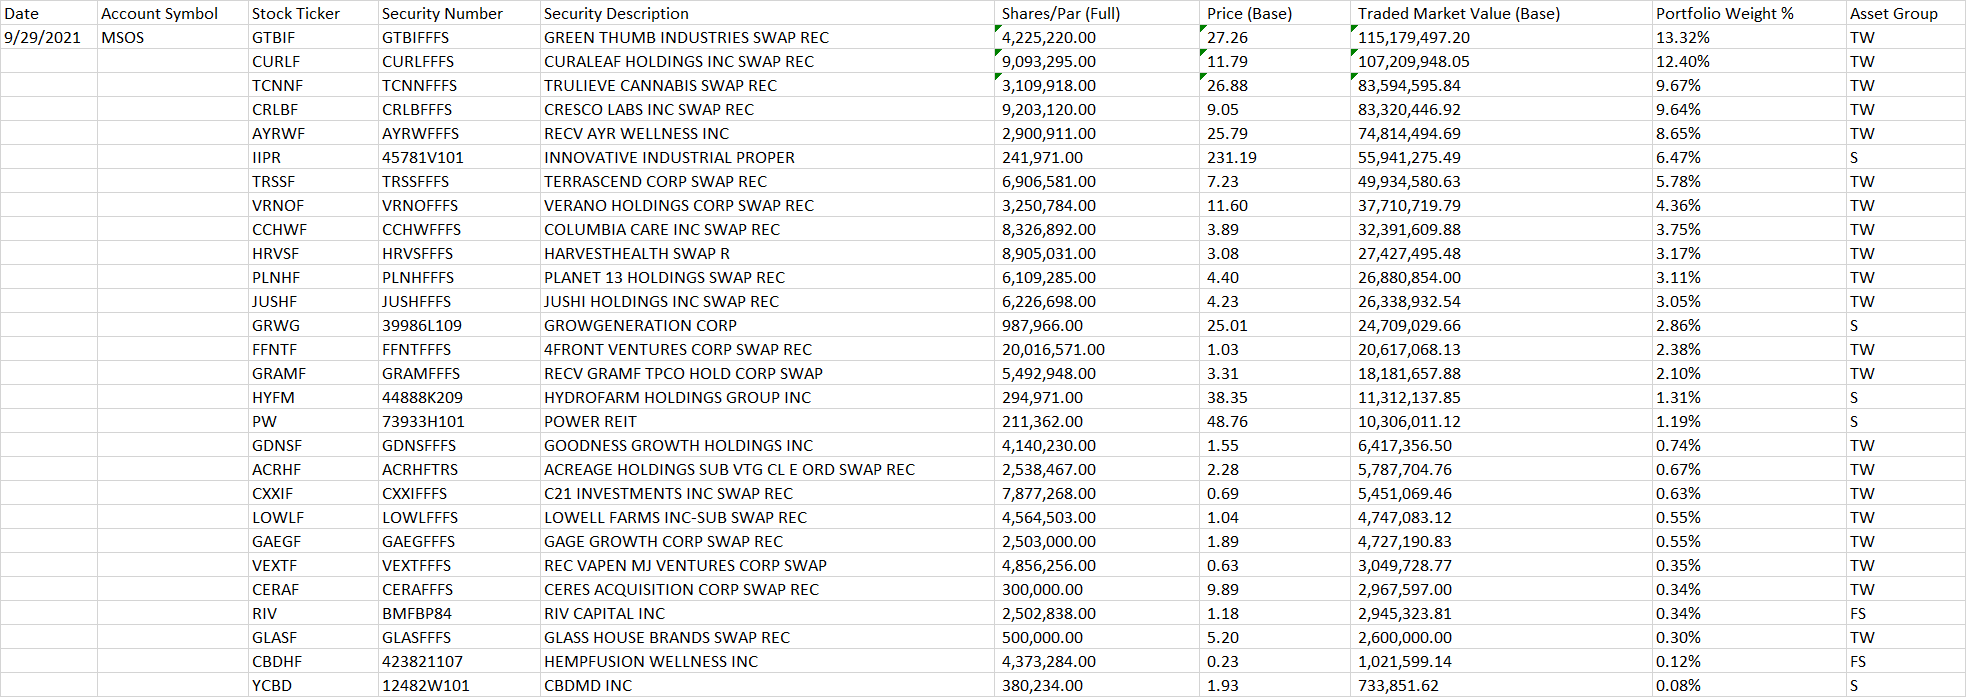 Date Account Symbol Stock Ticker Security Number Security Description Shares/Par (Full) Price (Base) Traded Market Value (Base) Portfolio Weight % Asset Group
9/29/2021 MSOS GTBIF GTBIFFFS GREEN THUMB INDUSTRIES SWAP REC 4,225,220.00 27.26 115,179,497.20 13.32% TW
CURLF CURLFFFS CURALEAF HOLDINGS INC SWAP REC 9,093,295.00 11.79 107,209,948.05 12.40% TW
TCNNF TCNNFFFS TRULIEVE CANNABIS SWAP REC 3,109,918.00 26.88 83,594,595.84 9.67% TW
CRLBF CRLBFFFS CRESCO LABS INC SWAP REC 9,203,120.00 9.05 83,320,446.92 9.64% TW
AYRWF AYRWFFFS RECV AYR WELLNESS INC 2,900,911.00 25.79 74,814,494.69 8.65% TW
IIPR 45781V101 INNOVATIVE INDUSTRIAL PROPER 241,971.00 231.19 55,941,275.49 6.47% S
TRSSF TRSSFFFS TERRASCEND CORP SWAP REC 6,906,581.00 7.23 49,934,580.63 5.78% TW
VRNOF VRNOFFFS VERANO HOLDINGS CORP SWAP REC 3,250,784.00 11.60 37,710,719.79 4.36% TW
CCHWF CCHWFFFS COLUMBIA CARE INC SWAP REC 8,326,892.00 3.89 32,391,609.88 3.75% TW
HRVSF HRVSFFFS HARVESTHEALTH SWAP R 8,905,031.00 3.08 27,427,495.48 3.17% TW
PLNHF PLNHFFFS PLANET 13 HOLDINGS SWAP REC 6,109,285.00 4.40 26,880,854.00 3.11% TW
JUSHF JUSHFFFS JUSHI HOLDINGS INC SWAP REC 6,226,698.00 4.23 26,338,932.54 3.05% TW
GRWG 39986L109 GROWGENERATION CORP 987,966.00 25.01 24,709,029.66 2.86% S
FFNTF FFNTFFFS 4FRONT VENTURES CORP SWAP REC 20,016,571.00 1.03 20,617,068.13 2.38% TW
GRAMF GRAMFFFS RECV GRAMF TPCO HOLD CORP SWAP 5,492,948.00 3.31 18,181,657.88 2.10% TW
HYFM 44888K209 HYDROFARM HOLDINGS GROUP INC 294,971.00 38.35 11,312,137.85 1.31% S
PW 73933H101 POWER REIT 211,362.00 48.76 10,306,011.12 1.19% S
GDNSF GDNSFFFS GOODNESS GROWTH HOLDINGS INC 4,140,230.00 1.55 6,417,356.50 0.74% TW
ACRHF ACRHFTRS ACREAGE HOLDINGS SUB VTG CL E ORD SWAP REC 2,538,467.00 2.28 5,787,704.76 0.67% TW
CXXIF CXXIFFFS C21 INVESTMENTS INC SWAP REC 7,877,268.00 0.69 5,451,069.46 0.63% TW
LOWLF LOWLFFFS LOWELL FARMS INC-SUB SWAP REC 4,564,503.00 1.04 4,747,083.12 0.55% TW
GAEGF GAEGFFFS GAGE GROWTH CORP SWAP REC 2,503,000.00 1.89 4,727,190.83 0.55% TW
VEXTF VEXTFFFS REC VAPEN MJ VENTURES CORP SWAP 4,856,256.00 0.63 3,049,728.77 0.35% TW
CERAF CERAFFFS CERES ACQUISITION CORP SWAP REC 300,000.00 9.89 2,967,597.00 0.34% TW
RIV BMFBP84 RIV CAPITAL INC 2,502,838.00 1.18 2,945,323.81 0.34% FS
GLASF GLASFFFS GLASS HOUSE BRANDS SWAP REC 500,000.00 5.20 2,600,000.00 0.30% TW
CBDHF 423821107 HEMPFUSION WELLNESS INC 4,373,284.00 0.23 1,021,599.14 0.12% FS
YCBD 12482W101 CBDMD INC 380,234.00 1.93 733,851.62 0.08% S